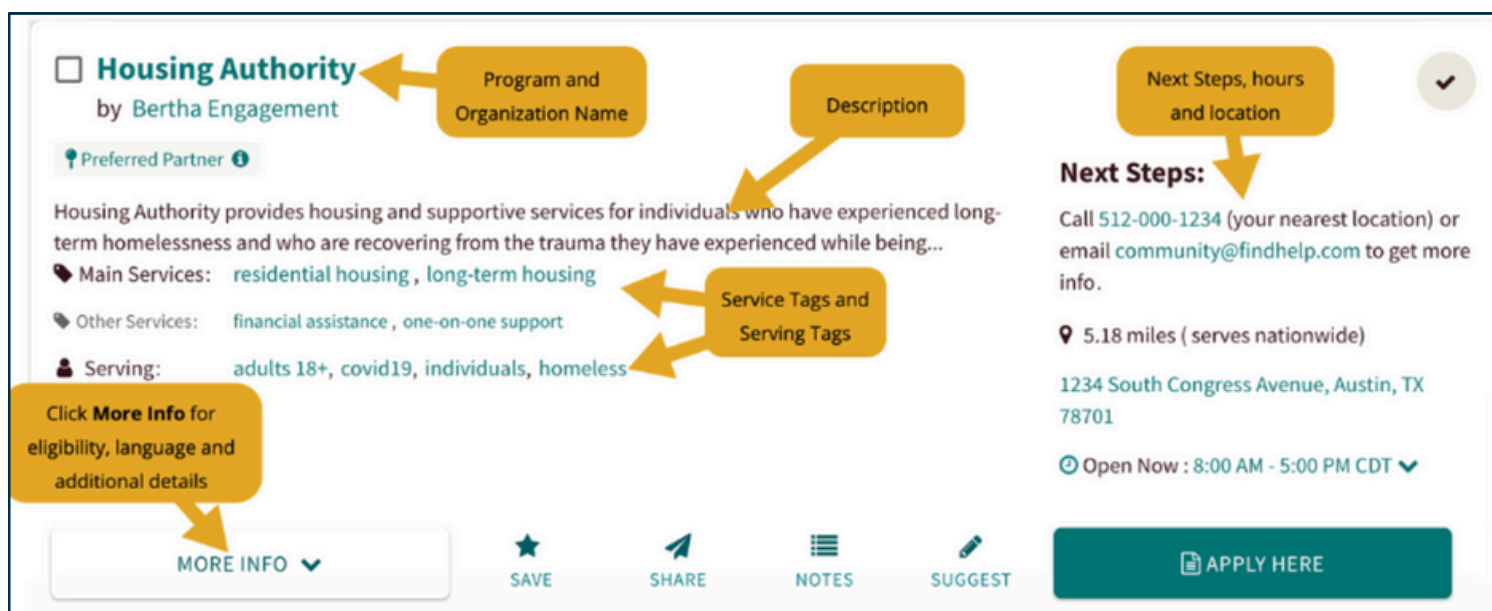 Housing Authority
by Bertha Engagement
Program and
Organization Name
Description
Next Steps, hours
and location
Preferred Partner
Housing Authority provides housing and supportive services for individuals who have experienced long-
term homelessness and who are recovering from the trauma they have experienced while being...
Main Services: residential housing , long-term housing
Other Services: financial assistance , one-on-one support
Serving: adults 18+, covid19, individuals, homeless
Service Tags and
Serving Tags
Click More Info for
eligibility, language and
additional details
Next Steps:
Call 512-000-1234 (your nearest location) or
email community@findhelp.com to get more
info.
5.18 miles ( serves nationwide)
1234 South Congress Avenue, Austin, TX
78701
Open Now : 8:00 AM - 5:00 PM CDT
MORE INFO
SAVE
SHARE
NOTES
SUGGEST
APPLY HERE